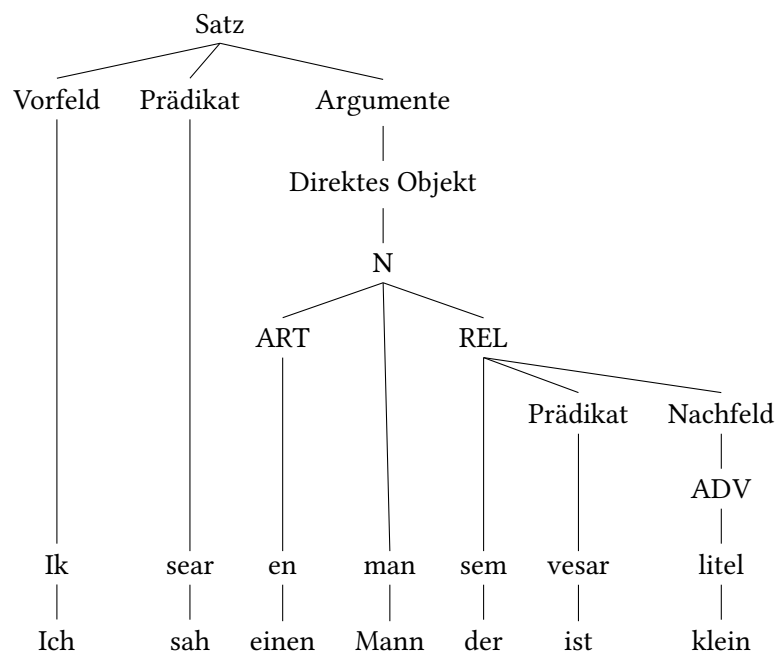 Satz
Vorfeld Prädikat Argumente
Direktes Objekt
N
ART REL
Prädikat Nachfeld
ADV
Ik sear en man sem vesar litel
Ich sah einen Mann der ist klein